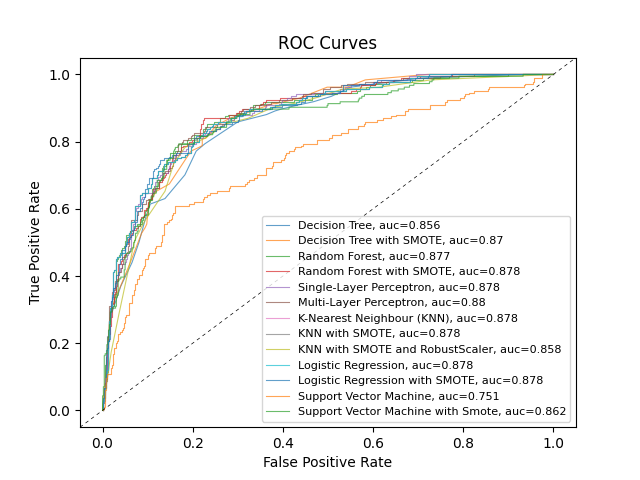 ROC Curves
True Positive Rate
1.0
0.8
0.6
0.4
0.2
0.0
Decision Tree, auc=0.856
Decision Tree with SMOTE, auc=0.87
Random Forest, auc=0.877
Random Forest with SMOTE, auc=0.878
Single-Layer Perceptron, auc=0.878
Multi-Layer Perceptron, auc=0.88
K-Nearest Neighbour (KNN), auc=0.878
KNN with SMOTE, auc=0.878
KNN with SMOTE and RobustScaler, auc=0.858
Logistic Regression, auc=0.878
Logistic Regression with SMOTE, auc=0.878
Support Vector Machine, auc=0.751
Support Vector Machine with Smote, auc=0.862
0.0 0.2 0.4 0.6 0.8 1.0
False Positive Rate